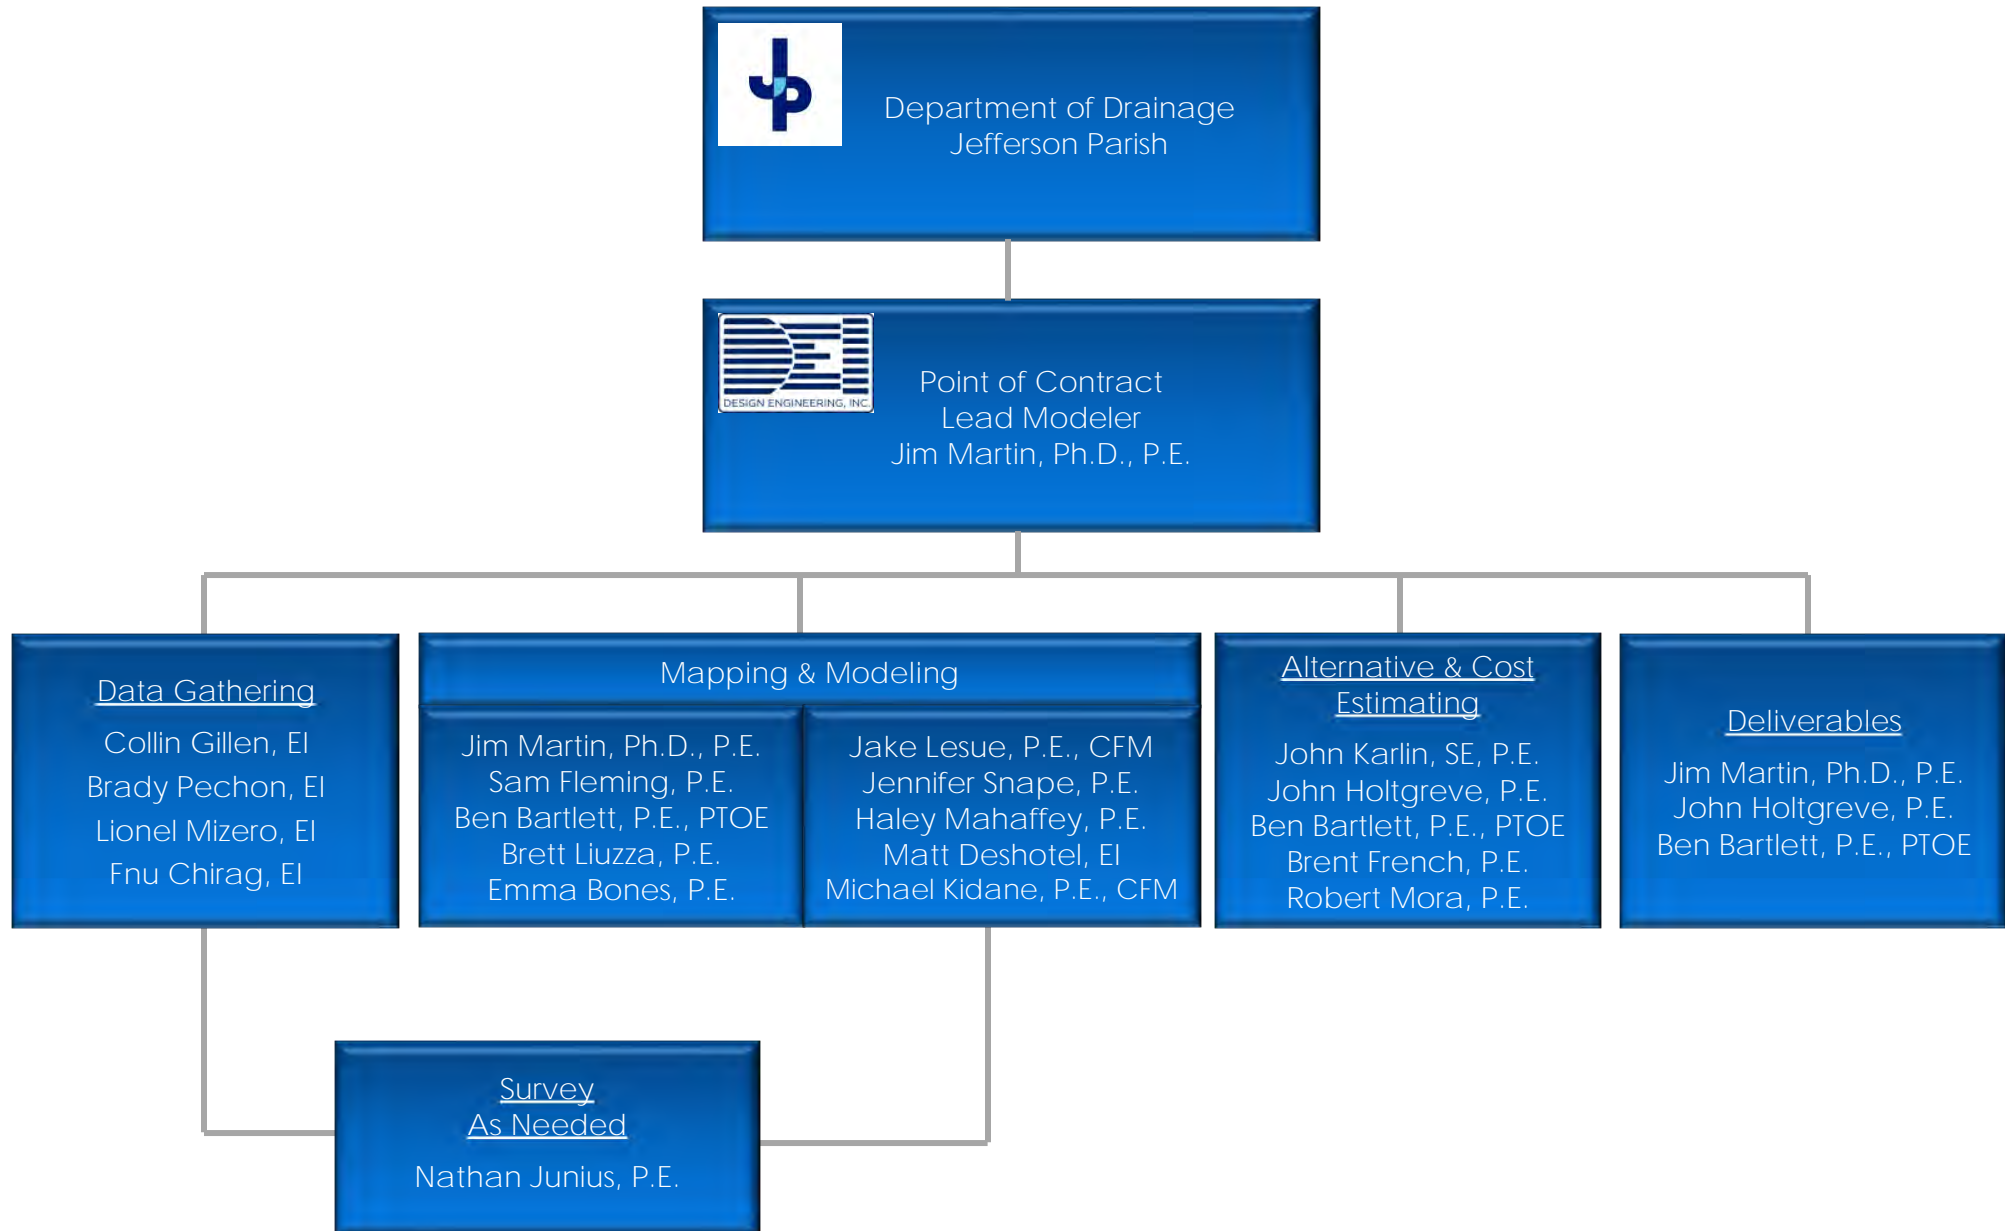 JP
Department of Drainage
Jefferson Parish
DEI
DESIGN ENGINEERING, INC.
Point of Contract
Lead Modeler
Jim Martin, Ph.D., P.E.
Data Gathering
Collin Gillen, EI
Brady Pechon, EI
Lionel Mizero, EI
Fnu Chirag, EI
Mapping & Modeling
Jim Martin, Ph.D., P.E.
Sam Fleming, P.E.
Ben Bartlett, P.E., PTOE
Brett Liuzza, P.E.
Emma Bones, P.E.
Jake Lesue, P.E., CFM
Jennifer Snape, P.E.
Haley Mahaffey, P.E.
Matt Deshotel, EI
Michael Kidane, P.E., CFM
Alternative & Cost
Estimating
John Karlin, SE, P.E.
John Holtgreve, P.E.
Ben Bartlett, P.E., PTOE
Brent French, P.E.
Robert Mora, P.E.
Deliverables
Jim Martin, Ph.D., P.E.
John Holtgreve, P.E.
Ben Bartlett, P.E., PTOE
Survey
As Needed
Nathan Junius, P.E.